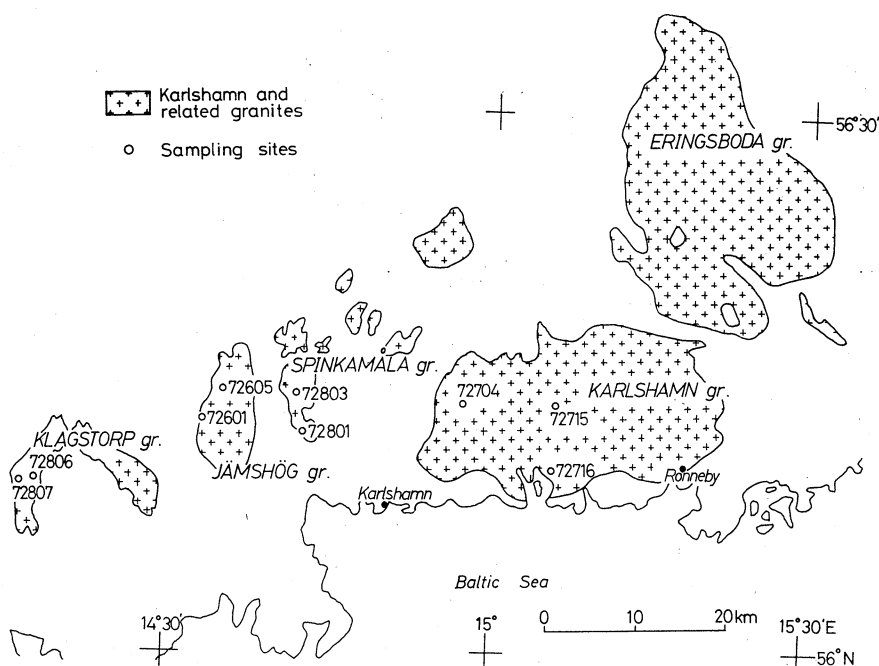 Karlshamn and
related granites
Sampling sites
56°30'
ERINGSBODA gr.
SPINKAMÅLA gr.
72605
72803
72704
KARLSHAMN gr.
72601
72715
72801
KLAGSTORP gr.
72806
JÄMSHÖG gr.
72716
Ronneby
72807
Karlshamn
Baltic Sea
14°30'
15°
0 10 20 km
15°30'E
56°N